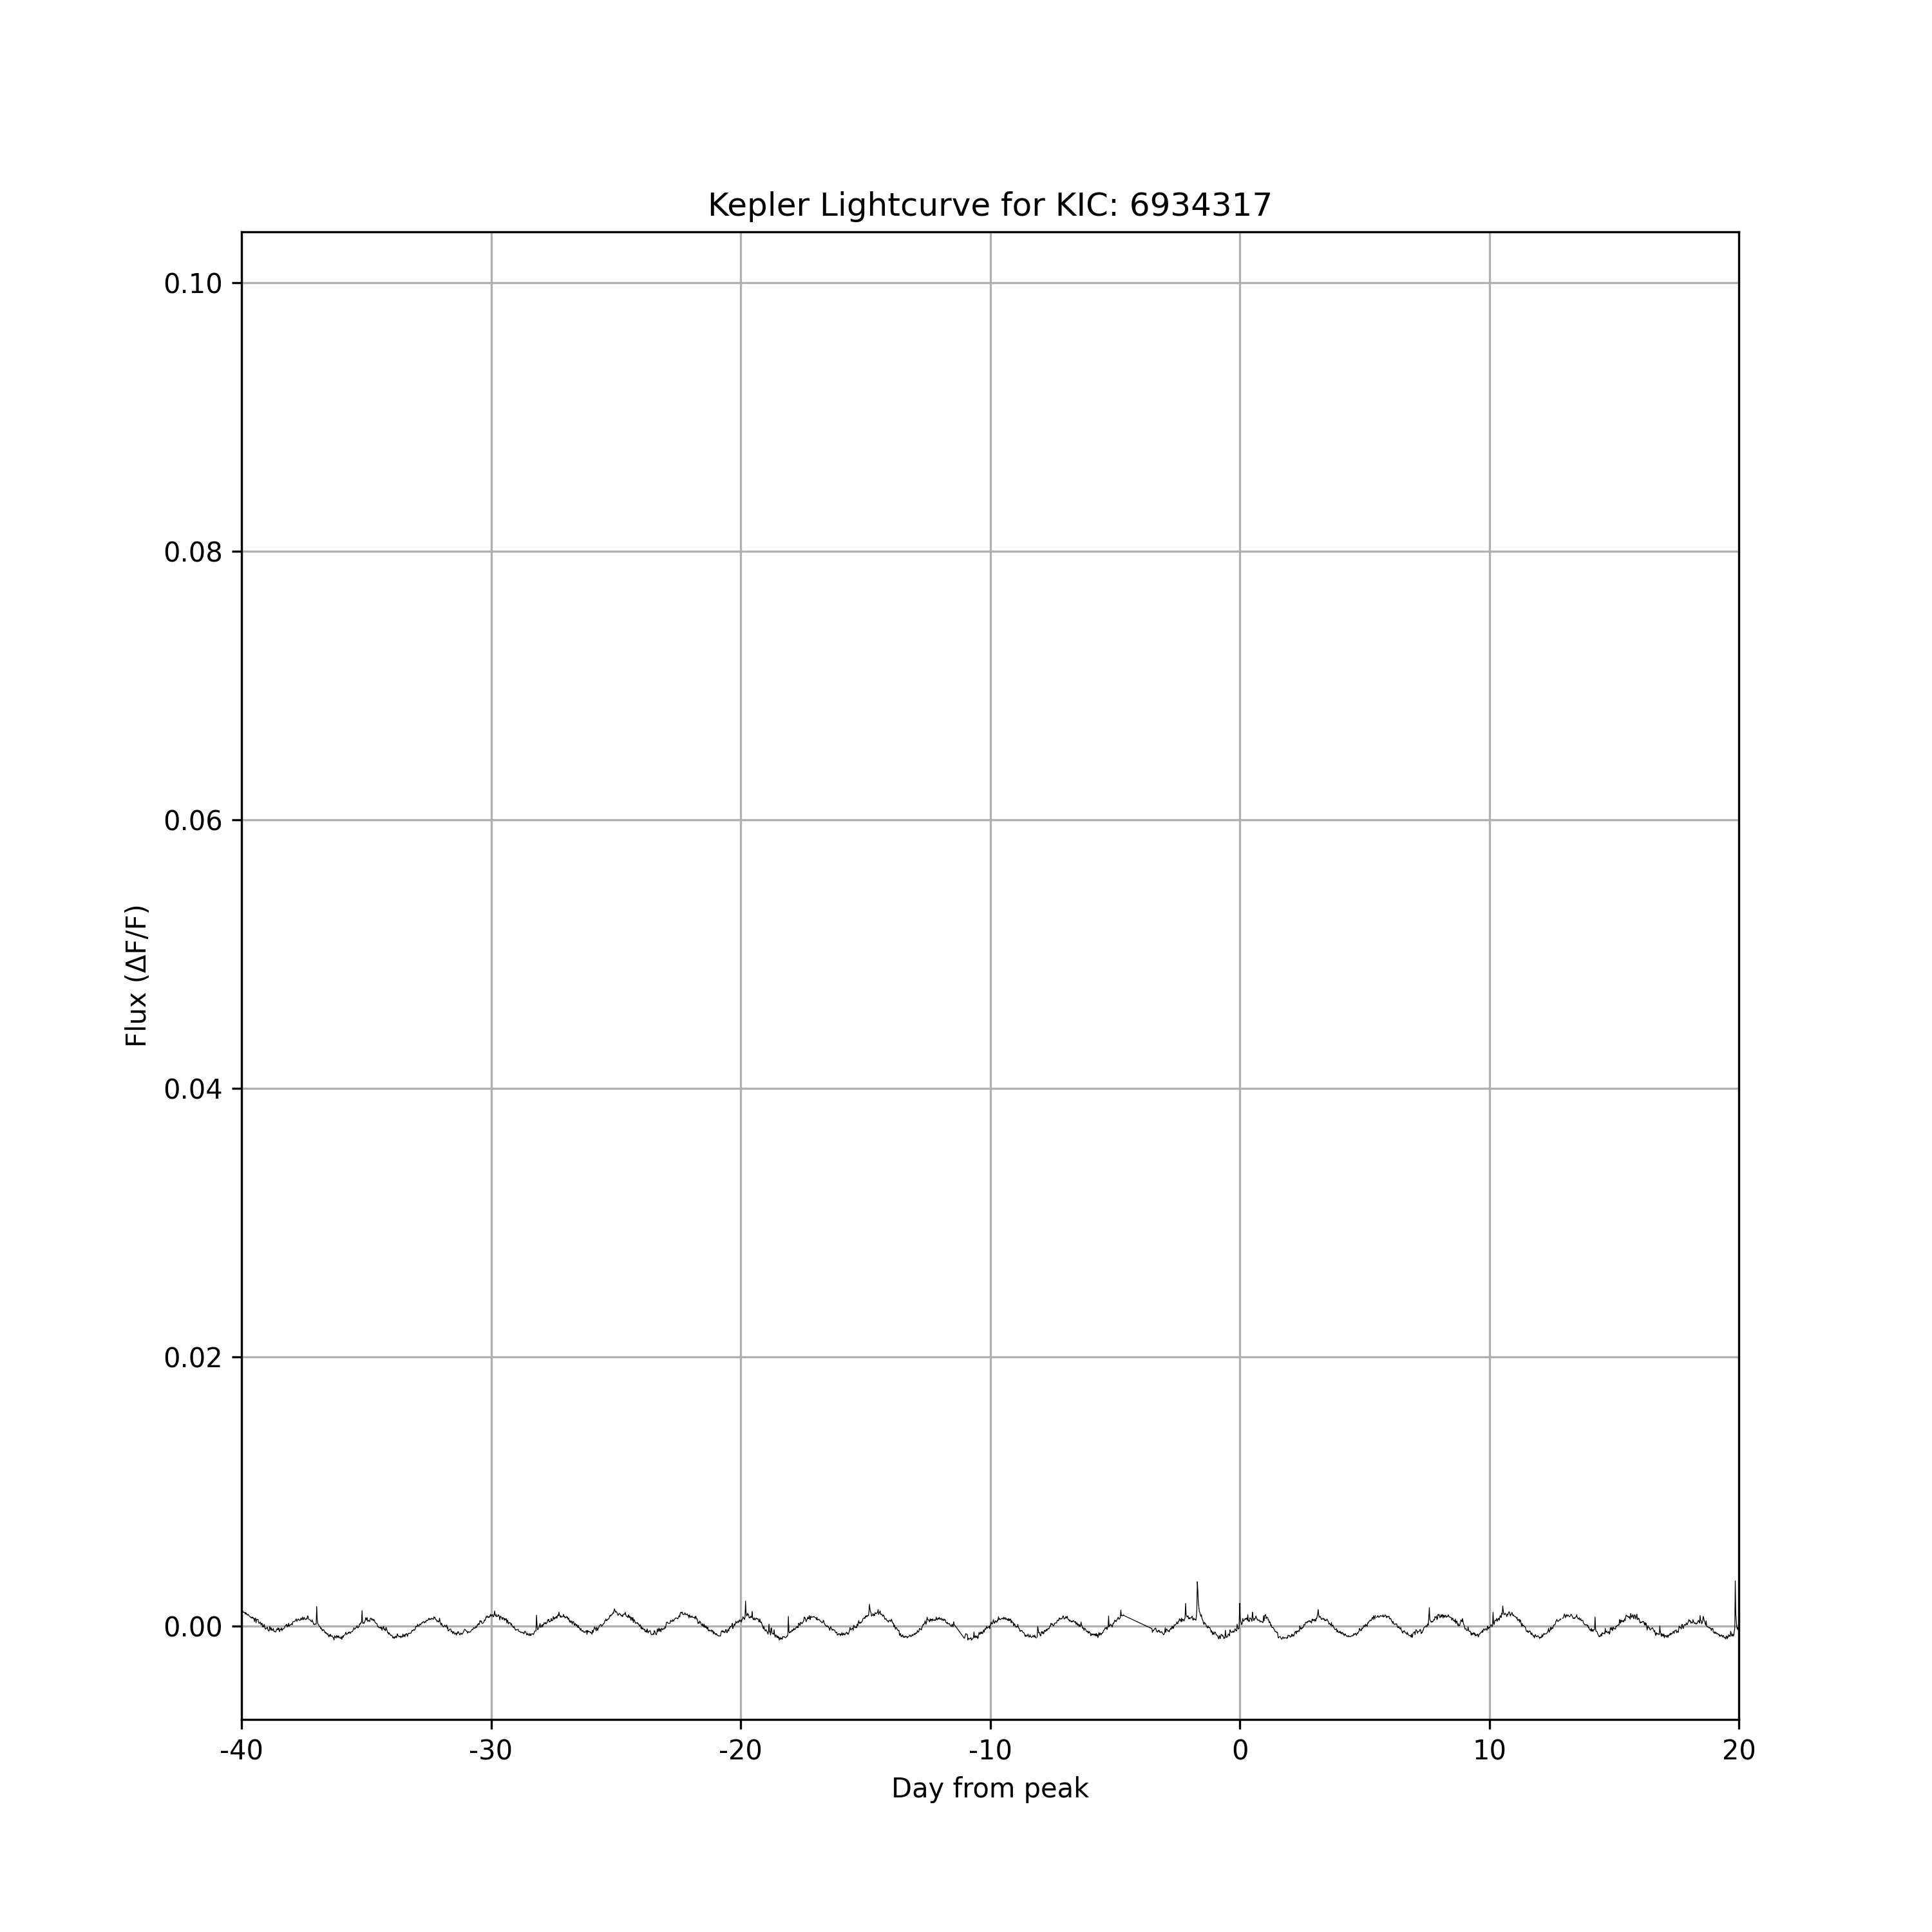 Kepler Lightcurve for KIC: 6934317
0.10
0.08
0.06
0.04
0.02
0.00
Flux (ΔF/F)
-40 -30 -20 -10 0 10 20
Day from peak